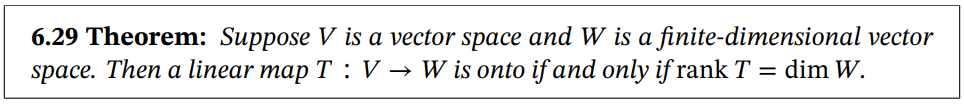 6.29 Theorem: Suppose V is a vector space and W is a finite-dimensional vector
space. Then a linear map T : V → W is onto if and only if rank T = dim W.